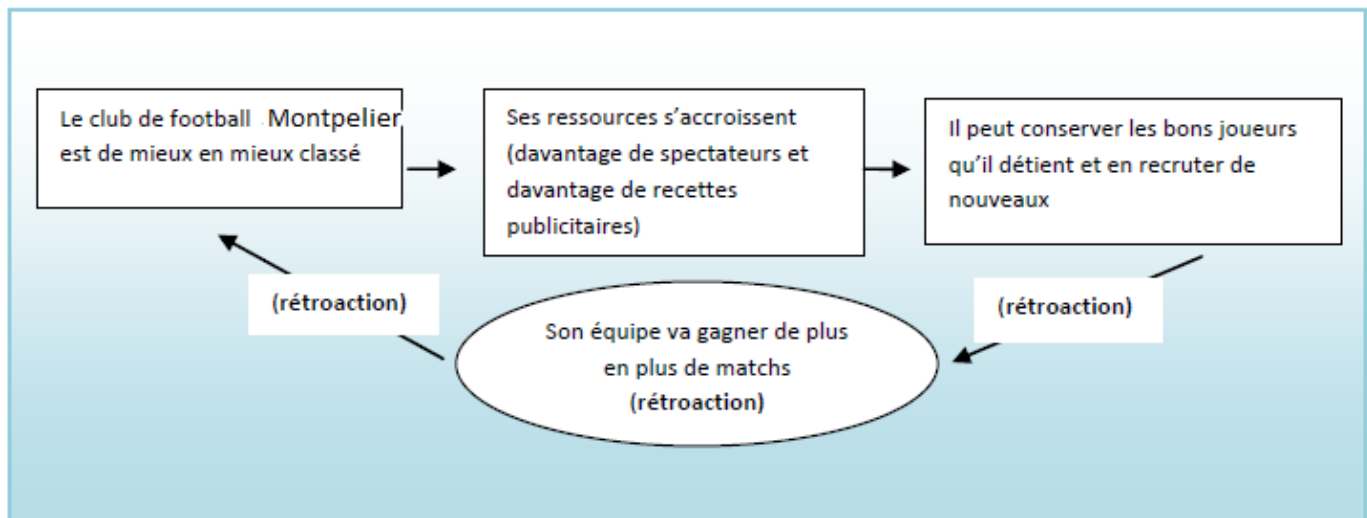 Le club de football Montpelier
est de mieux en mieux classé
Ses ressources s'accroissent
(davantage de spectateurs et
davantage de recettes
publicitaires)
Il peut conserver les bons joueurs
qu'il détient et en recruter de
nouveaux
(rétroaction)
(rétroaction)
Son équipe va gagner de plus
en plus de matchs
(rétroaction)